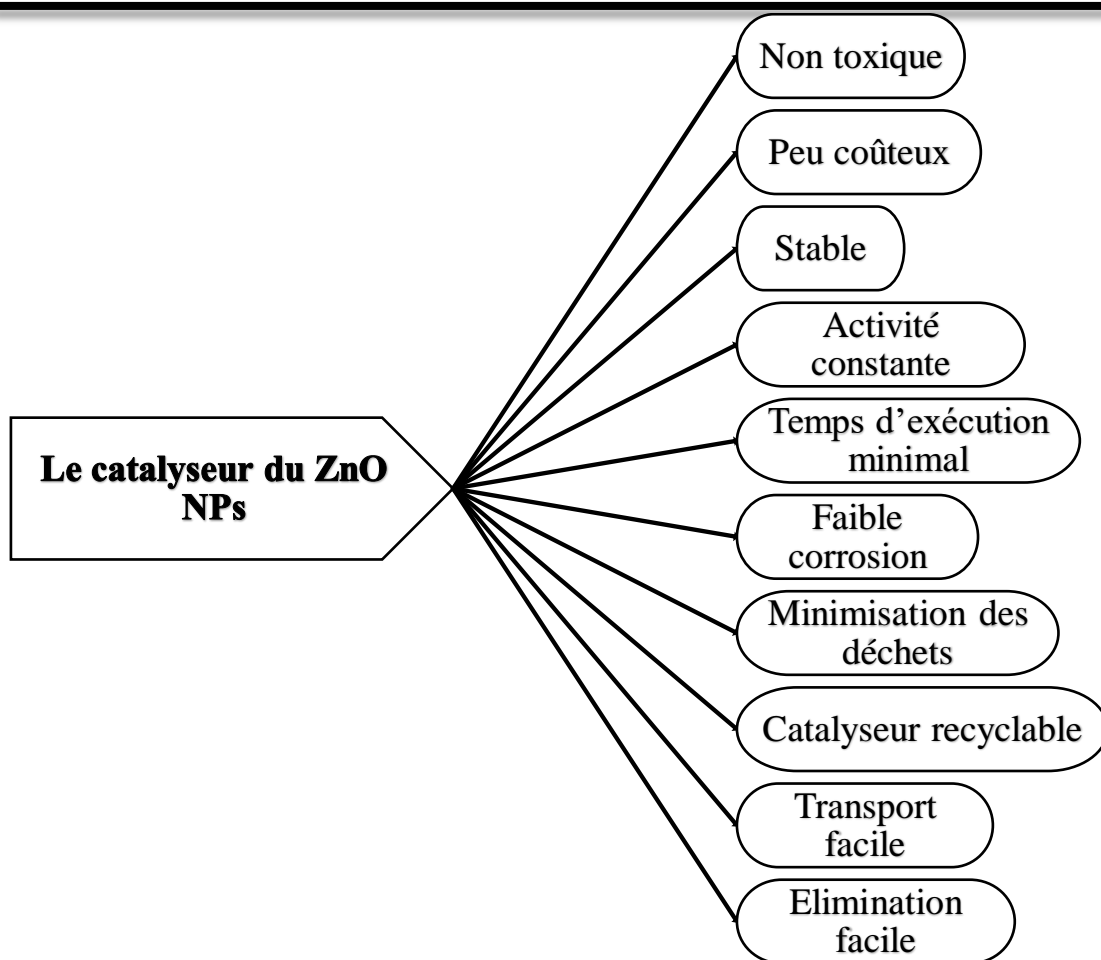 Non toxique
Peu coûteux
Stable
Activité
constante
Temps d’exécution
minimal
Le catalyseur du ZnO
NPs
Faible
corrosion
Minimisation des
déchets
Catalyseur recyclable
Transport
facile
Elimination
facile